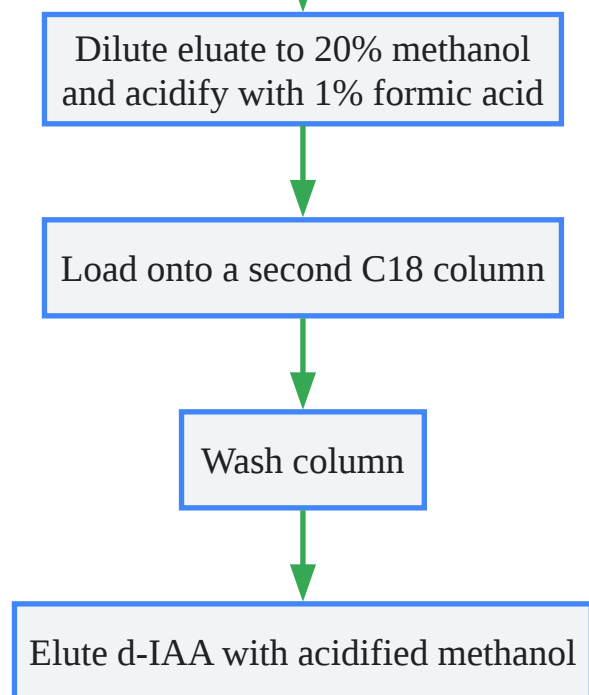 Dilute eluate to 20% methanol
and acidify with 1% formic acid
Load onto a second C18 column
Wash column
Elute d-IAA with acidified methanol